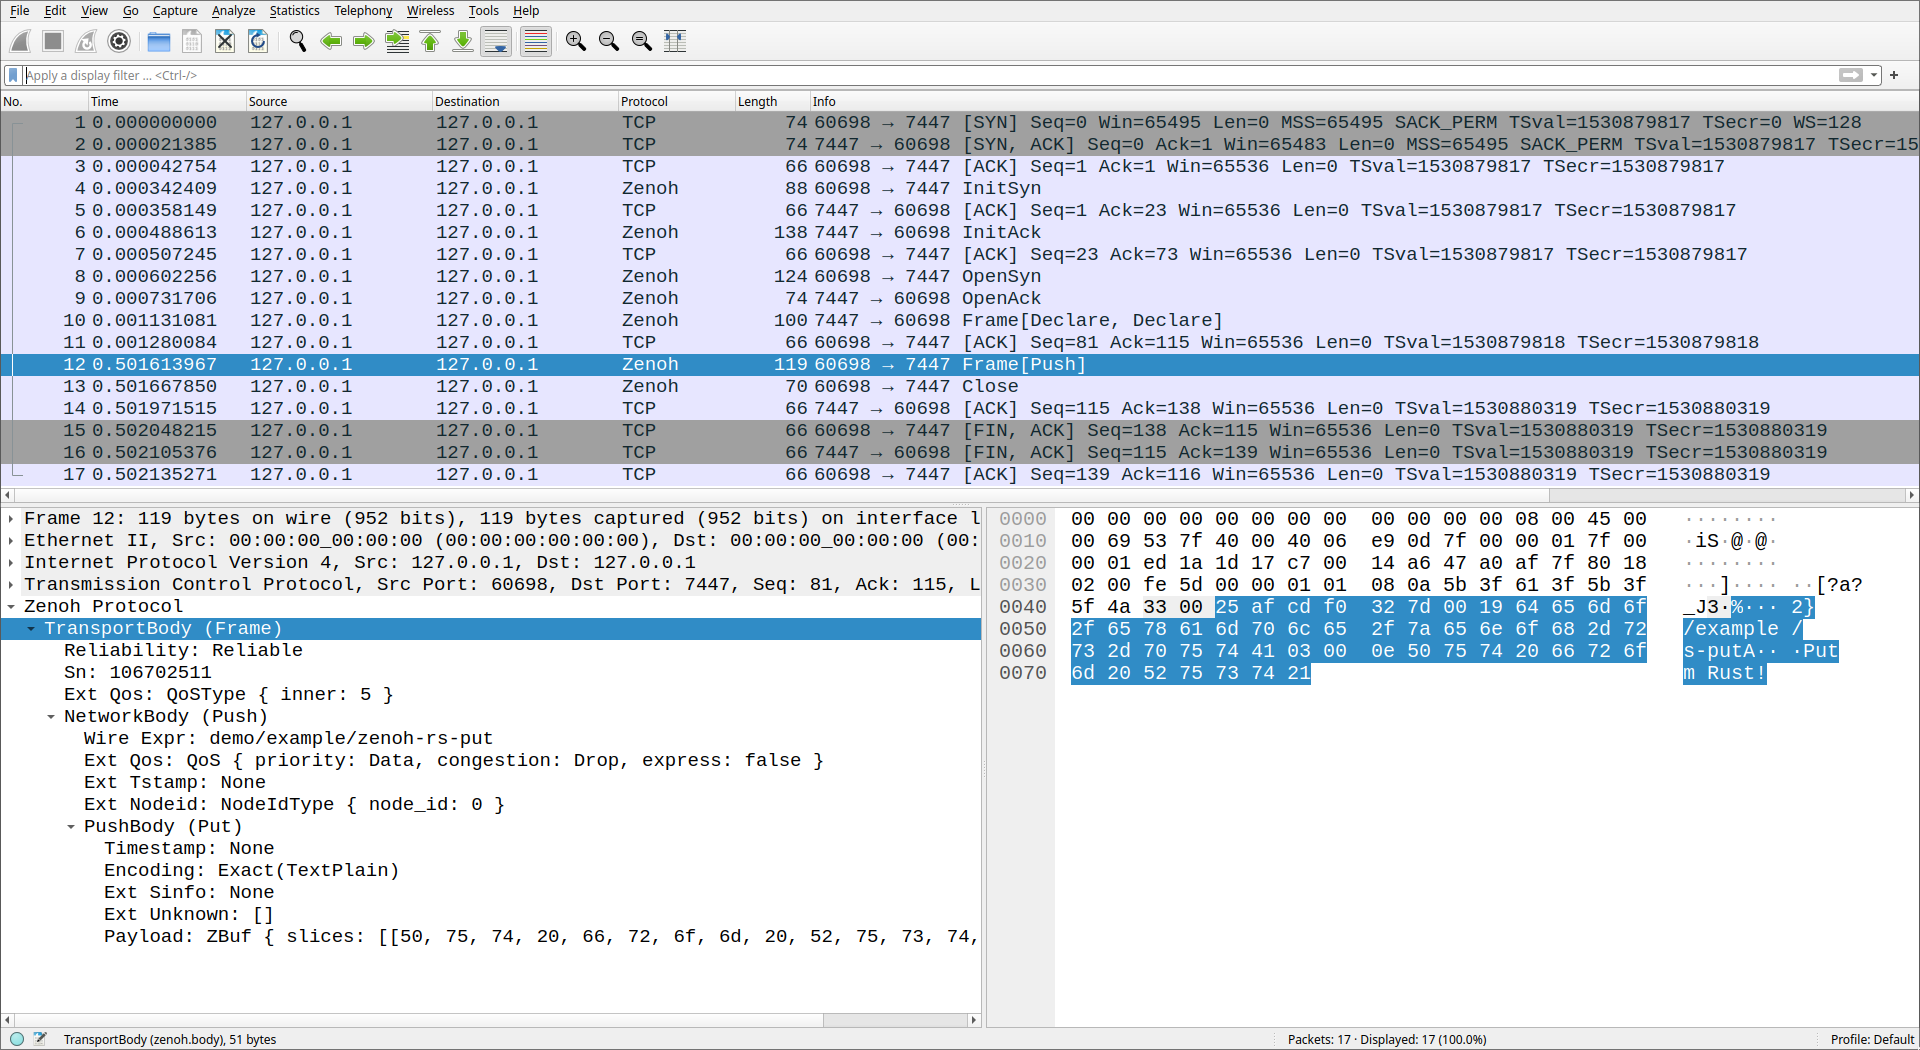 File Edit View Go Capture Analyze Statistics Telephony Wireless Tools Help
Apply a display filter ... <Ctrl-/>
No. Time Source Destination Protocol Length Info
1 0.000000000 127.0.0.1 127.0.0.1 TCP 74 60698 → 7447 [SYN] Seq=0 Win=65495 Len=0 MSS=65495 SACK_PERM TSval=1530879817 TSecr=0 WS=128
2 0.000021385 127.0.0.1 127.0.0.1 TCP 74 7447 → 60698 [SYN, ACK] Seq=0 Ack=1 Win=65483 Len=0 MSS=65495 SACK_PERM TSval=1530879817 TSecr=15
3 0.000042754 127.0.0.1 127.0.0.1 TCP 66 60698 → 7447 [ACK] Seq=1 Ack=1 Win=65536 Len=0 TSval=1530879817 TSecr=1530879817
4 0.000342409 127.0.0.1 127.0.0.1 Zenoh 88 60698 → 7447 InitSyn
5 0.000358149 127.0.0.1 127.0.0.1 TCP 66 7447 → 60698 [ACK] Seq=1 Ack=23 Win=65536 Len=0 TSval=1530879817 TSecr=1530879817
6 0.000488613 127.0.0.1 127.0.0.1 Zenoh 138 7447 → 60698 InitAck
7 0.000507245 127.0.0.1 127.0.0.1 TCP 66 60698 → 7447 [ACK] Seq=23 Ack=73 Win=65536 Len=0 TSval=1530879817 TSecr=1530879817
8 0.000602256 127.0.0.1 127.0.0.1 Zenoh 124 60698 → 7447 OpenSyn
9 0.000731706 127.0.0.1 127.0.0.1 Zenoh 74 7447 → 60698 OpenAck
10 0.001131081 127.0.0.1 127.0.0.1 Zenoh 100 7447 → 60698 Frame[Declare, Declare]
11 0.001280084 127.0.0.1 127.0.0.1 TCP 66 60698 → 7447 [ACK] Seq=81 Ack=115 Win=65536 Len=0 TSval=1530879818 TSecr=1530879818
12 0.501613967 127.0.0.1 127.0.0.1 Zenoh 119 60698 → 7447 Frame[Push]
13 0.501667850 127.0.0.1 127.0.0.1 Zenoh 70 60698 → 7447 Close
14 0.501971515 127.0.0.1 127.0.0.1 TCP 66 7447 → 60698 [ACK] Seq=115 Ack=138 Win=65536 Len=0 TSval=1530880319 TSecr=1530880319
15 0.502048215 127.0.0.1 127.0.0.1 TCP 66 60698 → 7447 [FIN, ACK] Seq=138 Ack=115 Win=65536 Len=0 TSval=1530880319 TSecr=1530880319
16 0.502105376 127.0.0.1 127.0.0.1 TCP 66 7447 → 60698 [FIN, ACK] Seq=115 Ack=139 Win=65536 Len=0 TSval=1530880319 TSecr=1530880319
17 0.502135271 127.0.0.1 127.0.0.1 TCP 66 60698 → 7447 [ACK] Seq=139 Ack=116 Win=65536 Len=0 TSval=1530880319 TSecr=1530880319
Frame 12: 119 bytes on wire (952 bits), 119 bytes captured (952 bits) on interface l
Ethernet II, Src: 00:00:00_00:00:00 (00:00:00:00:00:00), Dst: 00:00:00_00:00:00 (00:
Internet Protocol Version 4, Src: 127.0.0.1, Dst: 127.0.0.1
Transmission Control Protocol, Src Port: 60698, Dst Port: 7447, Seq: 81, Ack: 115, L
Zenoh Protocol
TransportBody (Frame)
Reliability: Reliable
Sn: 106702511
Ext Qos: QoSType { inner: 5 }
NetworkBody (Push)
Wire Expr: demo/example/zenoh-rs-put
Ext Qos: QoS { priority: Data, congestion: Drop, express: false }
Ext Tstamp: None
Ext Nodeid: NodeIdType { node_id: 0 }
PushBody (Put)
Timestamp: None
Encoding: Exact(TextPlain)
Ext Sinfo: None
Ext Unknown: []
Payload: ZBuf { slices: [[50, 75, 74, 20, 66, 72, 6f, 6d, 20, 52, 75, 73, 74,
0000 00 00 00 00 00 00 00 00 00 00 00 00 08 00 45 00 ········
0010 00 69 53 7f 40 00 40 06 e9 0d 7f 00 00 01 7f 00 ·iS·@·@·
0020 00 01 ed 1a 1d 17 c7 00 14 a6 47 a0 af 7f 80 18 ········
0030 02 00 fe 5d 00 00 01 01 08 0a 5b 3f 61 3f 5b 3f ···]···· ··[?a?
0040 5f 4a 33 00 25 af cd f0 32 7d 00 19 64 65 6d 6f _J3·%··· 2}
0050 2f 65 78 61 6d 70 6c 65 2f 7a 65 6e 6f 68 2d 72 /example /
0060 73 2d 70 75 74 41 03 00 0e 50 75 74 20 66 72 6f s-putA·· ·Put
0070 6d 20 52 75 73 74 21 m Rust!
TransportBody (zenoh.body), 51 bytes
Packets: 17 · Displayed: 17 (100.0%)
Profile: Default